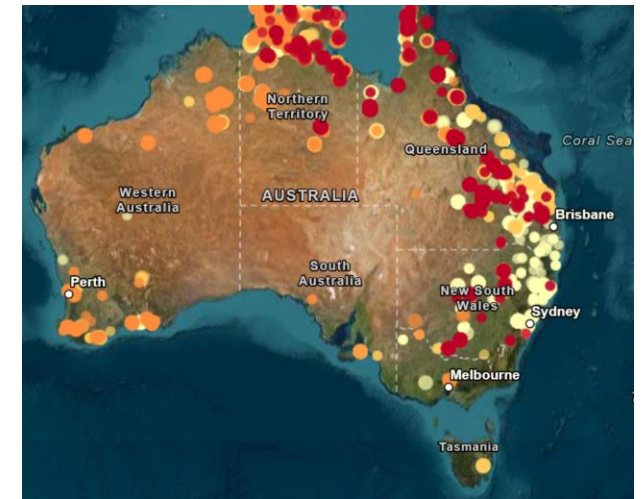 Northern
Territory
Coral Sea
Queensland
Western
Australia
AUSTRALIA
Brisbane
South
Australia
Perth
New South
Wales
Sydney
Melbourne
Tasmania